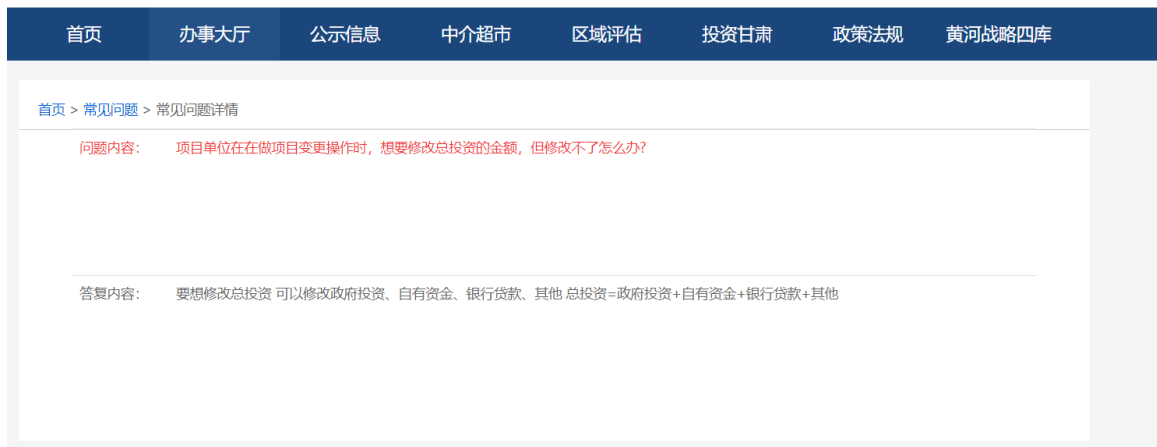 首页 办事大厅 公示信息 中介超市 区域评估 投资甘肃 政策法规 黄河战略四库
首页 > 常见问题 > 常见问题详情
问题内容： 项目单位在在做项目变更操作时，想要修改总投资的金额，但修改不了怎么办?
答复内容： 要想修改总投资 可以修改政府投资、自有资金、银行贷款、其他 总投资=政府投资+自有资金+银行贷款+其他